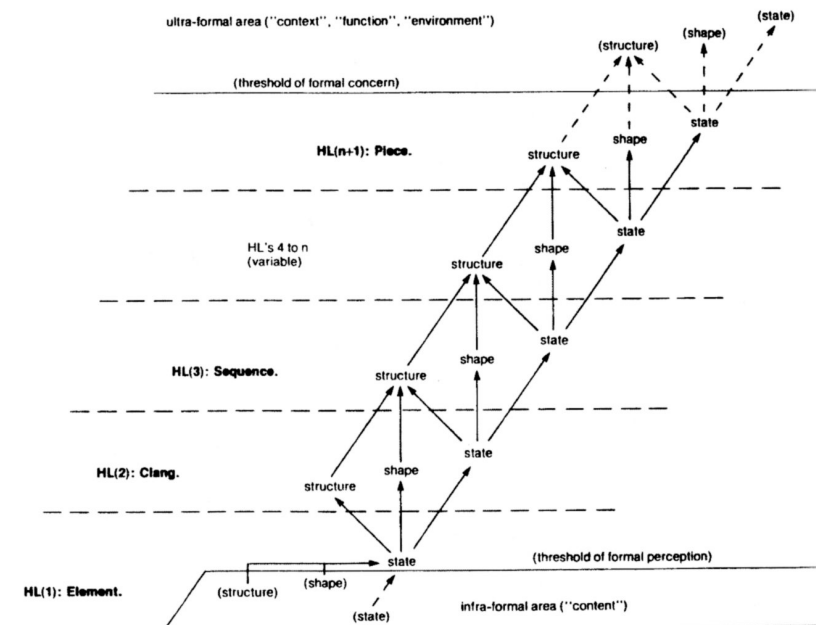 ultra-formal area ("context", "function", "environment")
(state)
(shape)
(structure)
(threshold of formal concern)
state
shape
HL(n+1): Piece.
structure
state
HL's 4 to n
(variable)
shape
structure
state
shape
HL(3): Sequence.
structure
state
shape
HL(2): Clang.
structure
(threshold of formal perception)
state
HL(1): Element.
(structure)
(shape)
(state)
infra-formal area ("content")